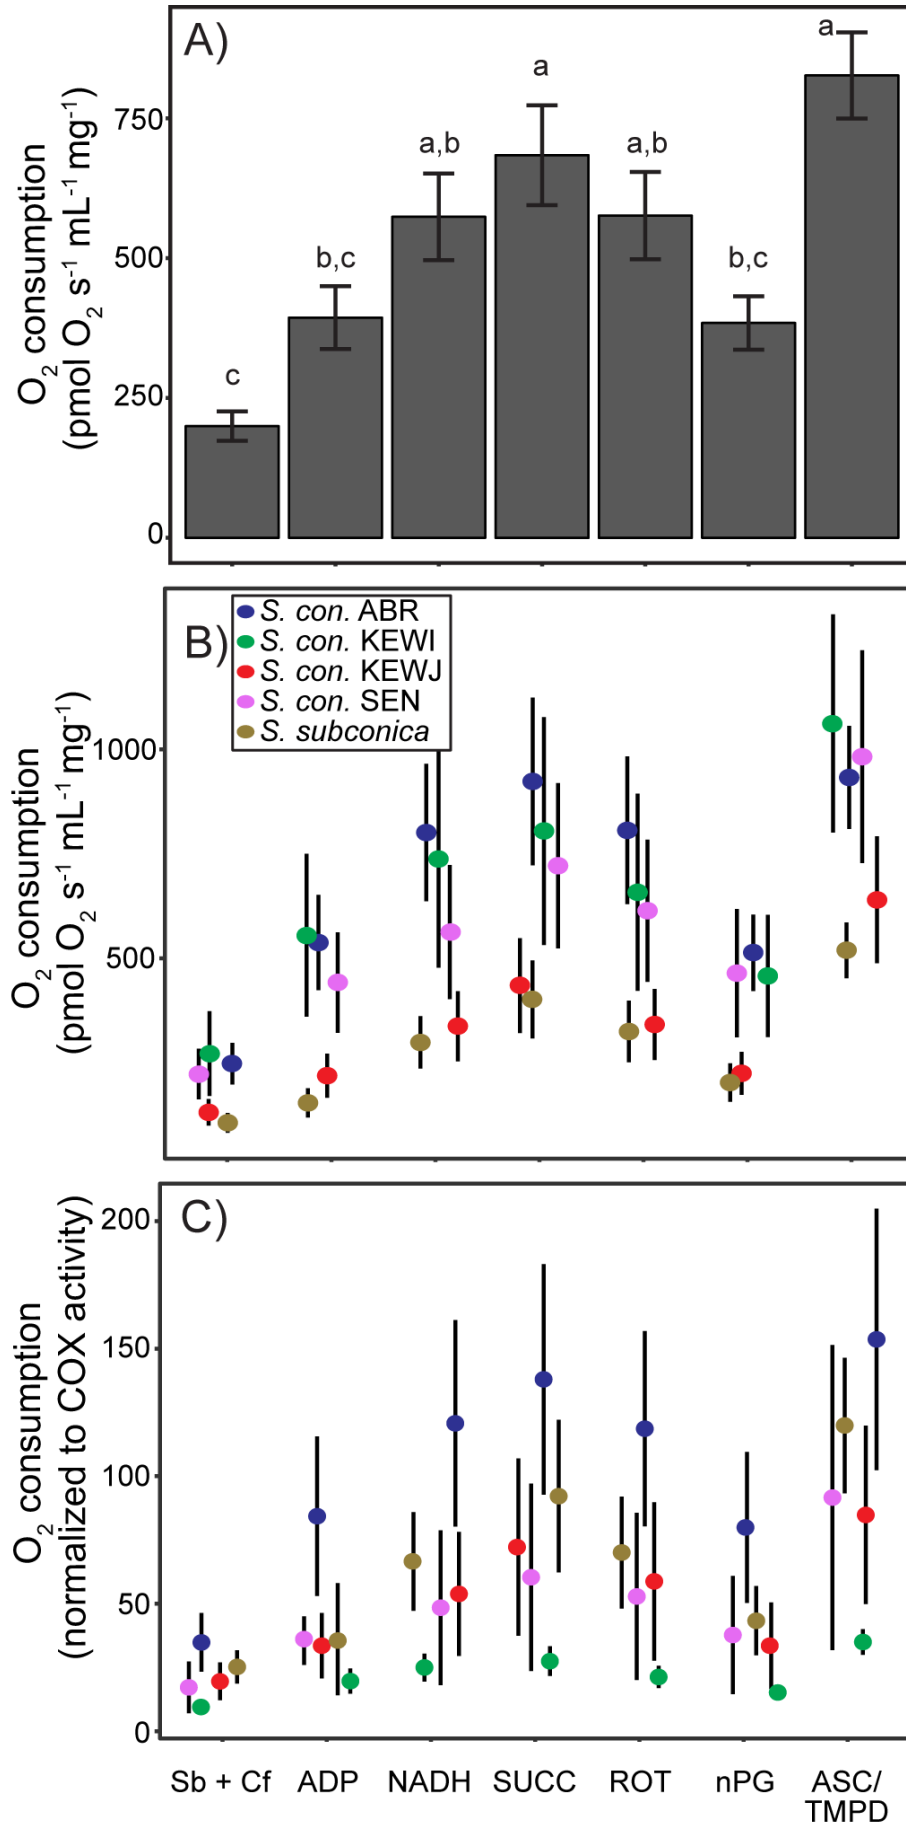 A)
O₂ consumption
(pmol O₂ s⁻¹ mL⁻¹ mg⁻¹)
750
500
250
0
c
b,c
a,b
a
a,b
b,c
a
B)
S. con. ABR
S. con. KEWI
S. con. KEWJ
S. con. SEN
S. subconica
O₂ consumption
(pmol O₂ s⁻¹ mL⁻¹ mg⁻¹)
1000
500
C)
O₂ consumption
(normalized to COX activity)
200
150
100
50
0
Sb + Cf ADP NADH SUCC ROT nPG ASC/
TMPD